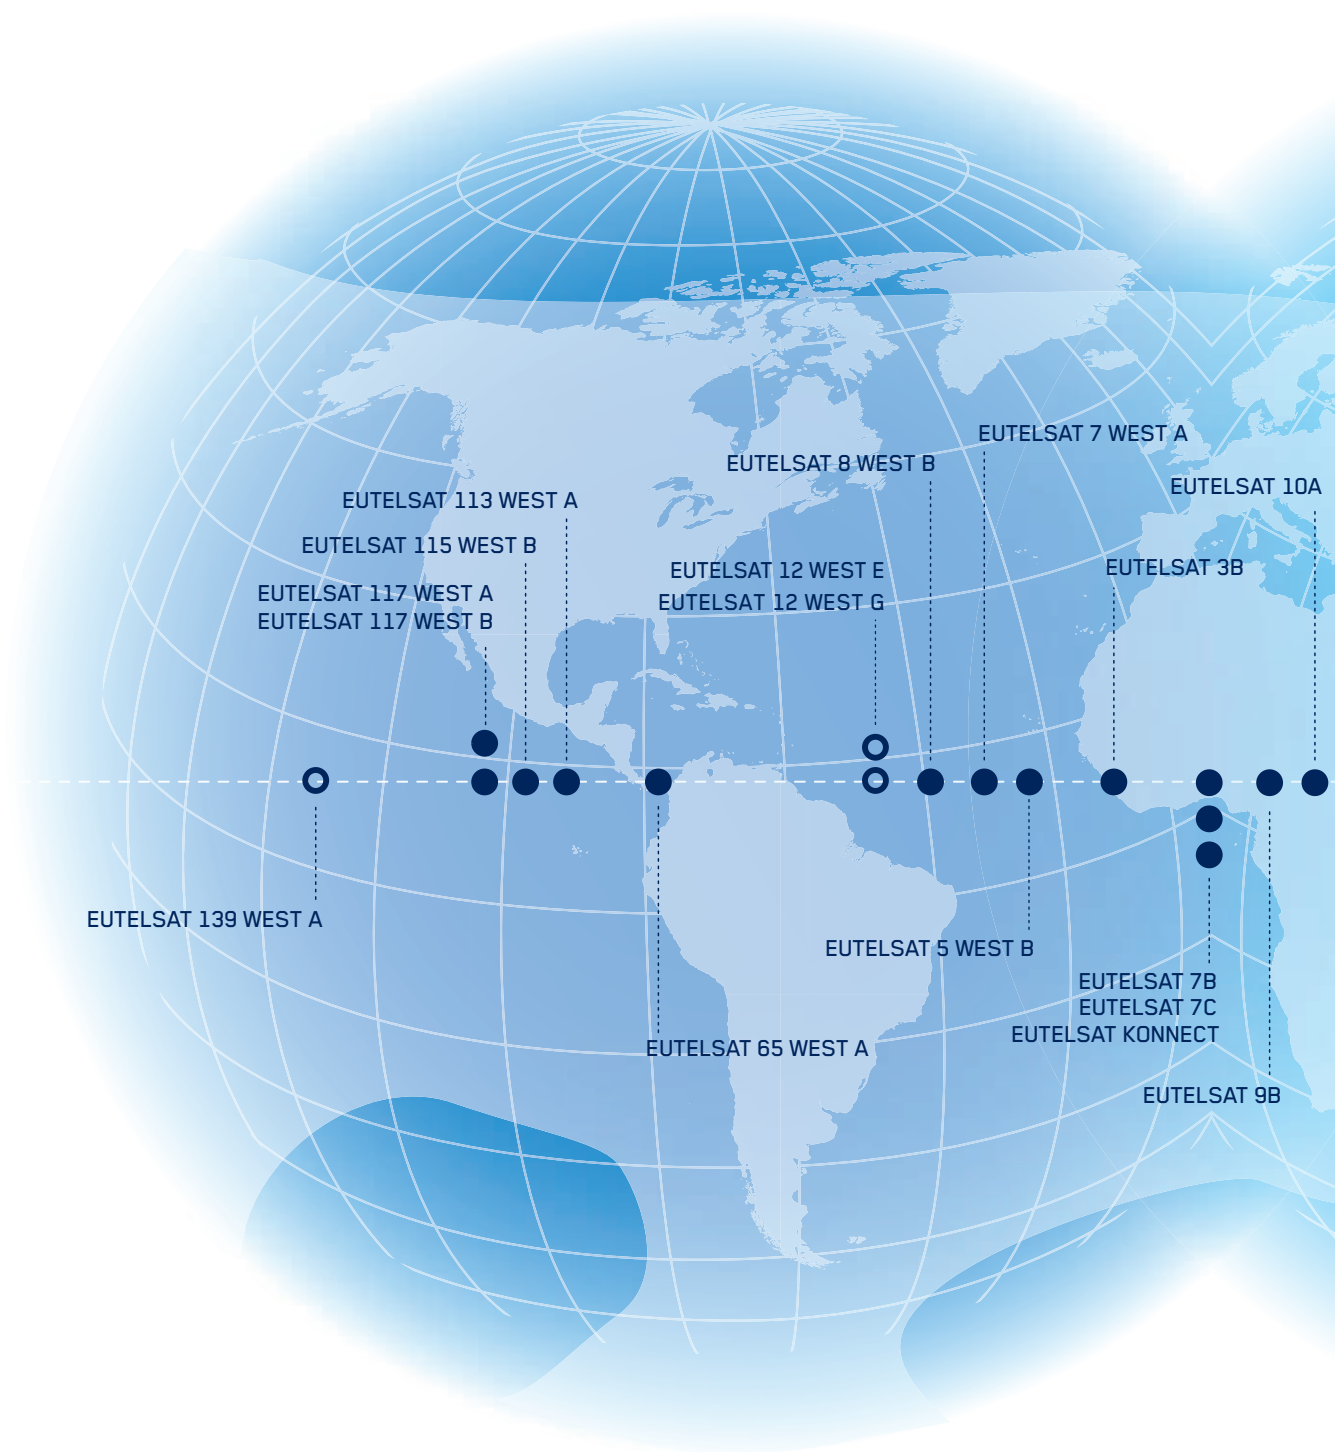 EUTELSAT 7 WEST A
EUTELSAT 8 WEST B
EUTELSAT 10A
EUTELSAT 113 WEST A
EUTELSAT 115 WEST B
EUTELSAT 12 WEST E
EUTELSAT 12 WEST G
EUTELSAT 3B
EUTELSAT 117 WEST A
EUTELSAT 117 WEST B
EUTELSAT 139 WEST A
EUTELSAT 5 WEST B
EUTELSAT 7B
EUTELSAT 7C
EUTELSAT KONNECT
EUTELSAT 65 WEST A
EUTELSAT 9B